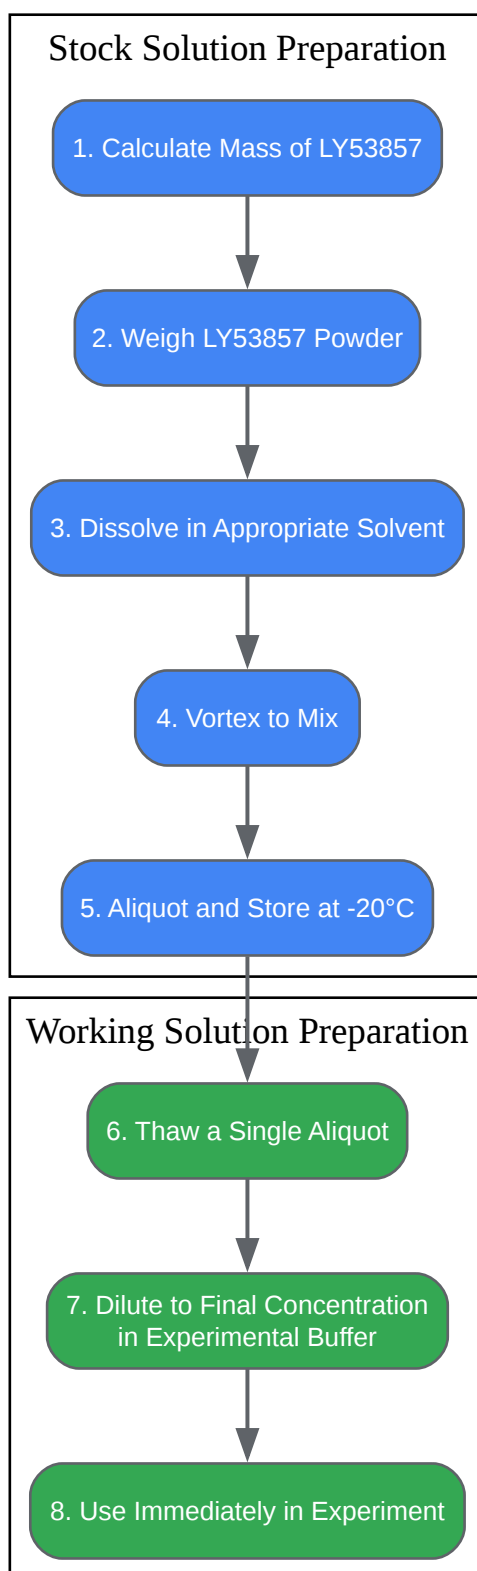 Stock Solution Preparation
1. Calculate Mass of LY53857
2. Weigh LY53857 Powder
3. Dissolve in Appropriate Solvent
4. Vortex to Mix
5. Aliquot and Store at -20°C
Working Solution Preparation
6. Thaw a Single Aliquot
7. Dilute to Final Concentration
in Experimental Buffer
8. Use Immediately in Experiment